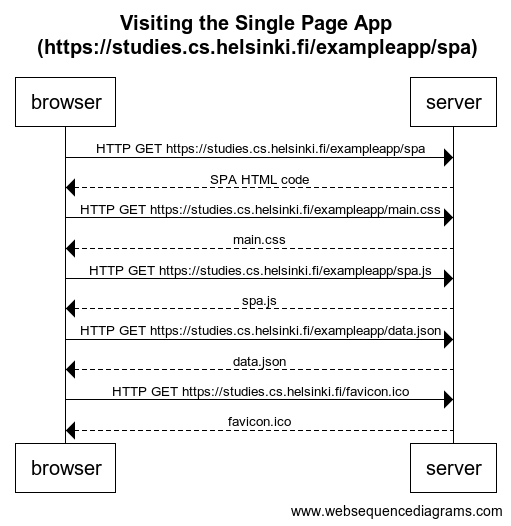 Visiting the Single Page App
(https://studies.cs.helsinki.fi/exampleapp/spa)
browser server
HTTP GET https://studies.cs.helsinki.fi/exampleapp/spa
SPA HTML code
HTTP GET https://studies.cs.helsinki.fi/exampleapp/main.css
main.css
HTTP GET https://studies.cs.helsinki.fi/exampleapp/spa.js
spa.js
HTTP GET https://studies.cs.helsinki.fi/exampleapp/data.json
data.json
HTTP GET https://studies.cs.helsinki.fi/favicon.ico
favicon.ico
browser server
www.websequencediagrams.com